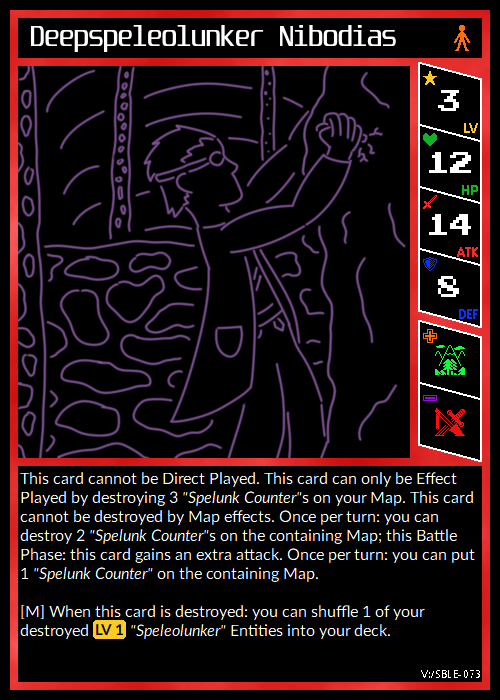 Deepspeleolunker Nibodias
3
LV
12
HP
14
ATK
8
DEF
This card cannot be Direct Played. This card can only be Effect
Played by destroying 3 "Spelunk Counter"s on your Map. This card
cannot be destroyed by Map effects. Once per turn: you can
destroy 2 "Spelunk Counter"s on the containing Map; this Battle
Phase: this card gains an extra attack. Once per turn: you can put
1 "Spelunk Counter" on the containing Map.
[M] When this card is destroyed: you can shuffle 1 of your
destroyed LV 1 "Speleolunker" Entities into your deck.
V:/SBLE-073